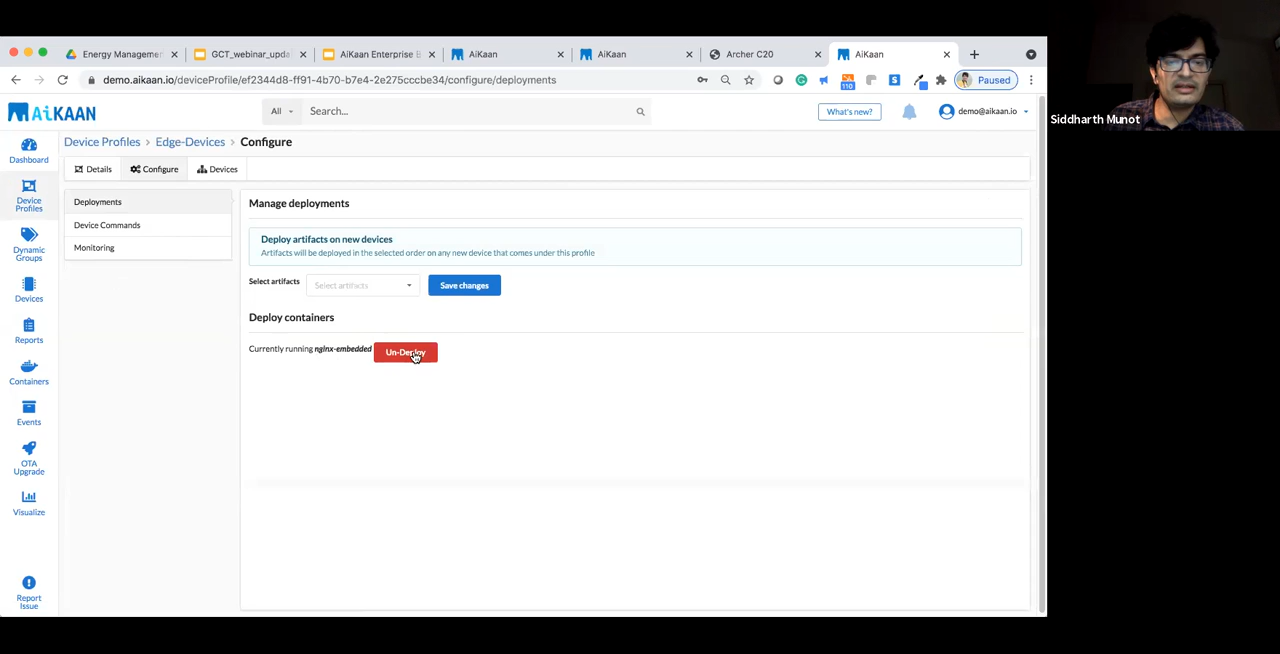 Energy Managemen
GCT_webinar_upda
AiKaan Enterprise E
AiKaan
AiKaan
Archer C20
AiKaan
demo.aikaan.io/deviceProfile/ef2344d8-ff91-4b70-b7e4-2e275cccbe34/configure/deployments
110
Paused
AiKAAN
All
Search...
What's new?
demo@aikaan.io
Siddharth Munot
Dashboard
Device
Profiles
Dynamic
Groups
Devices
Reports
Containers
Events
OTA
Upgrade
Visualize
Report
Issue
Device Profiles > Edge-Devices > Configure
Details
Configure
Devices
Deployments
Device Commands
Monitoring
Manage deployments
Deploy artifacts on new devices
Artifacts will be deployed in the selected order on any new device that comes under this profile
Select artifacts
Select artifacts
Save changes
Deploy containers
Currently running nginx-embedded
Un-Deploy